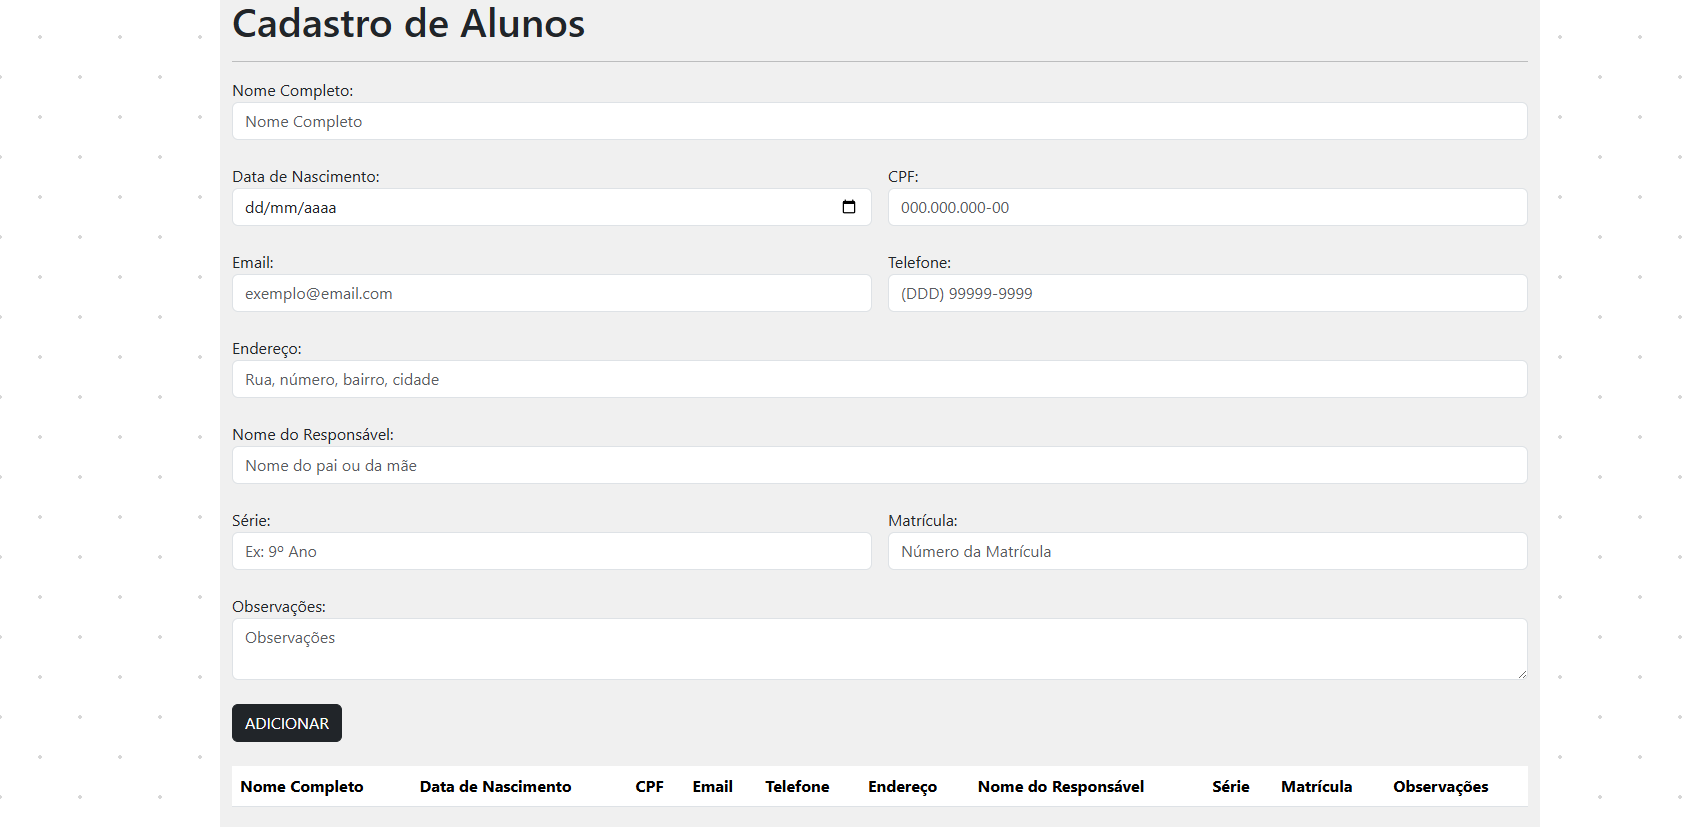 Cadastro de Alunos
Nome Completo:
Nome Completo
Data de Nascimento: CPF:
dd/mm/aaaa 000.000.000-00
Email: Telefone:
exemplo@email.com (DDD) 99999-9999
Endereço:
Rua, número, bairro, cidade
Nome do Responsável:
Nome do pai ou da mãe
Série: Matrícula:
Ex: 9º Ano Número da Matrícula
Observações:
Observações
ADICIONAR
Nome Completo Data de Nascimento CPF Email Telefone Endereço Nome do Responsável Série Matrícula Observações